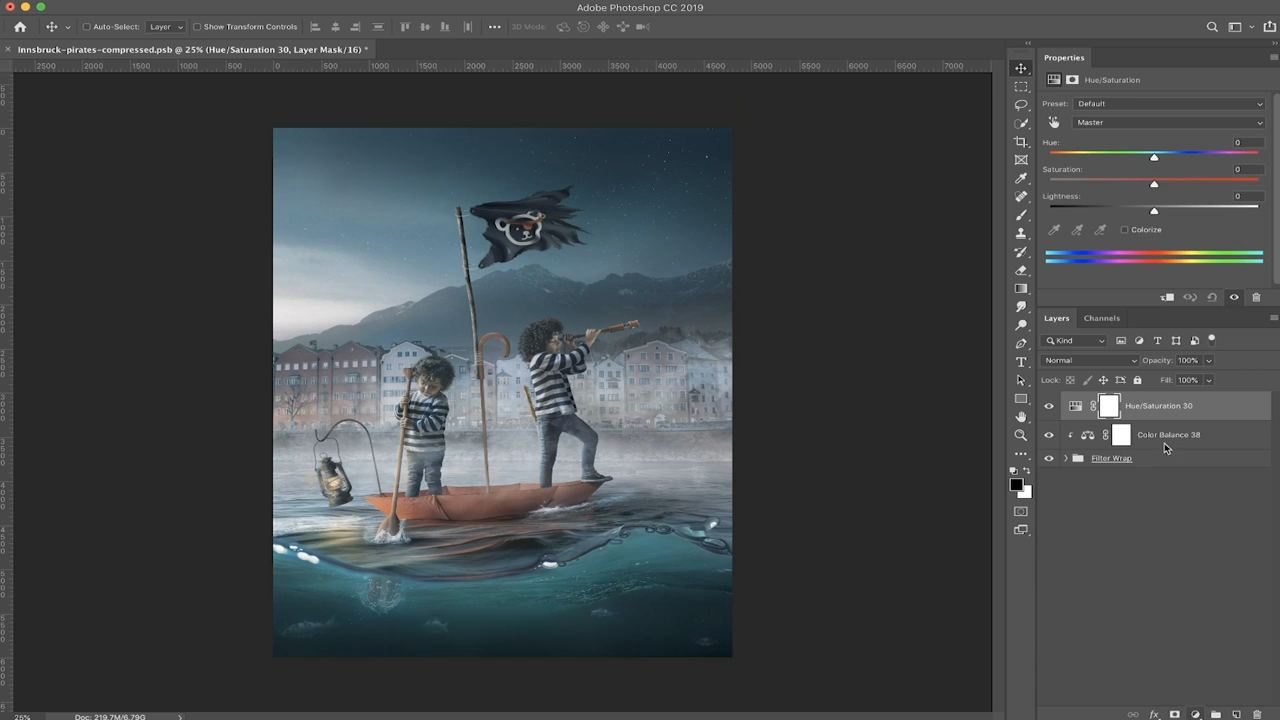 Adobe Photoshop CC 2019
Auto-Select: Layer Show Transform Controls 3D Mode:
Innsbruck-pirates-compressed.psb @ 25% (Hue/Saturation 30, Layer Mask/16) *
2500 2000 1500 1000 500 0 500 1000 1500 2000 2500 3000 3500 4000 4500 5000 5500 6000 6500 7000
Properties
Hue/Saturation
Preset: Default
Master
Hue: 0
Saturation: 0
Lightness: 0
Colorize
Layers Channels
Kind
Normal Opacity: 100%
Lock: Fill: 100%
Hue/Saturation 30
Color Balance 38
Filter Wrap
25% Doc: 219.7M/6.79G